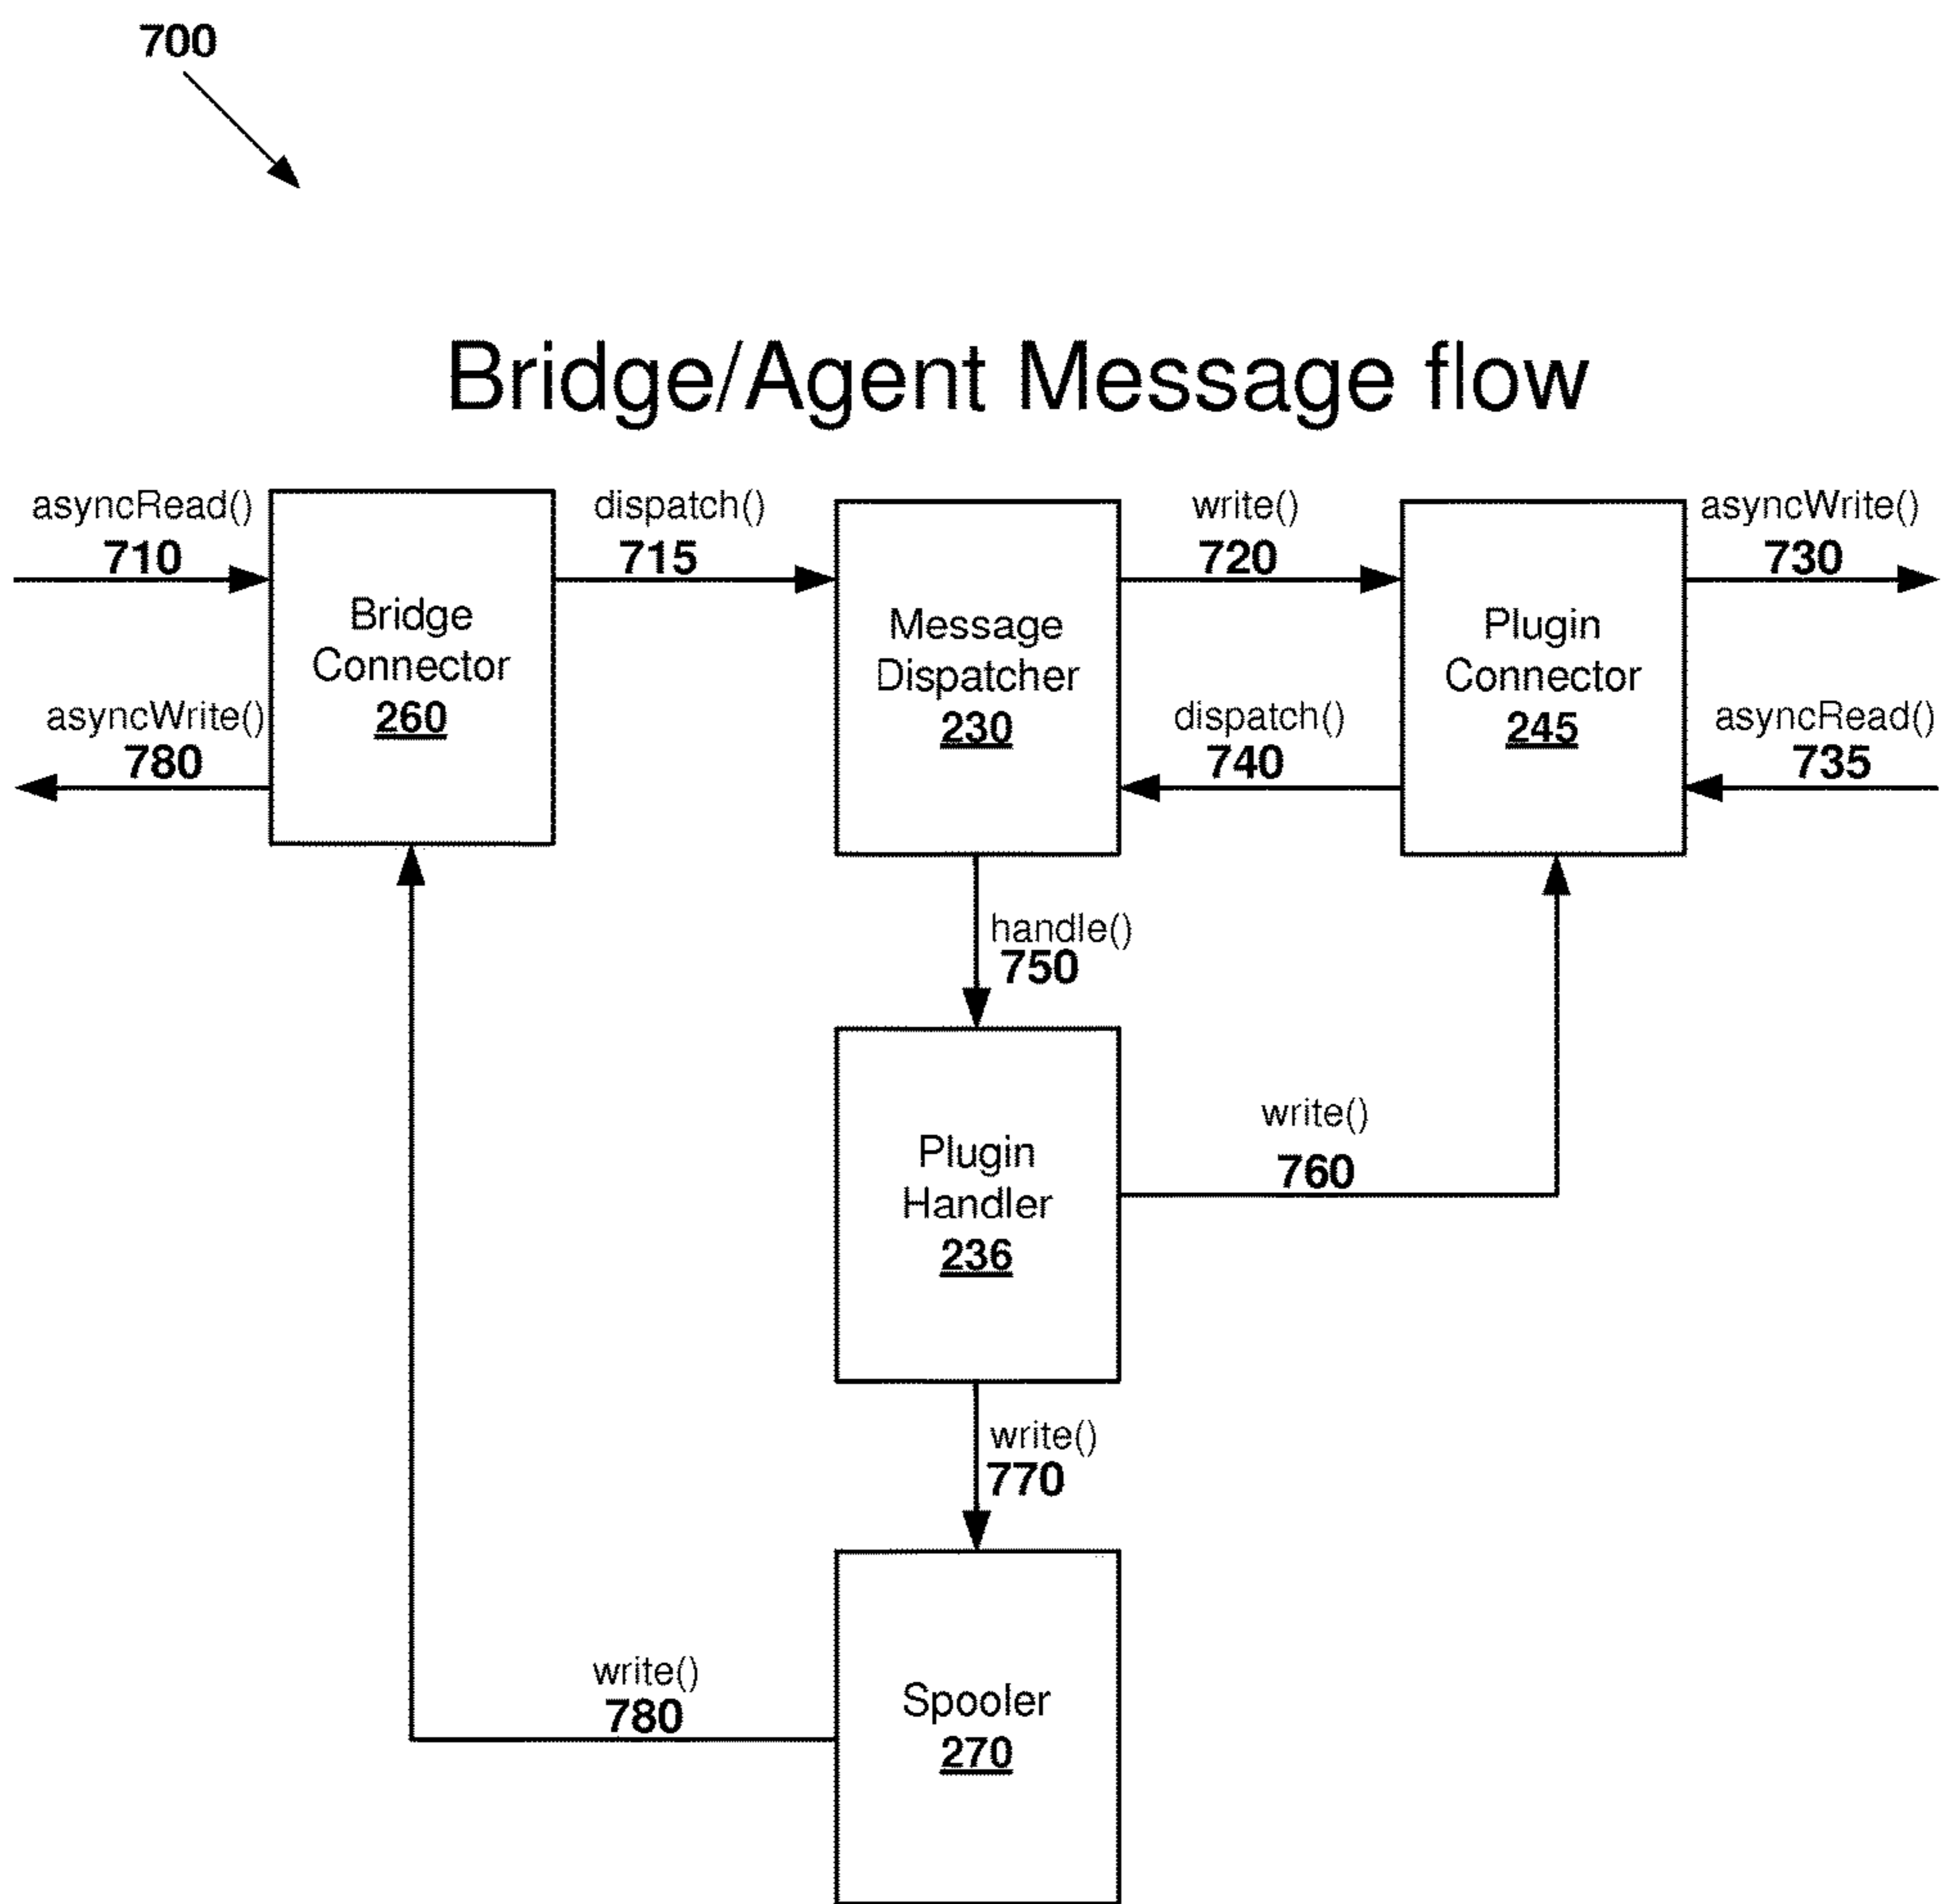 700
Bridge/Agent Message flow
asyncRead()
710
dispatch()
715
write()
720
asyncWrite()
730
Bridge
Connector
260
Message
Dispatcher
230
Plugin
Connector
245
asyncWrite()
780
dispatch()
740
asyncRead()
735
handle()
750
Plugin
Handler
236
write()
760
write()
770
write()
780
Spooler
270